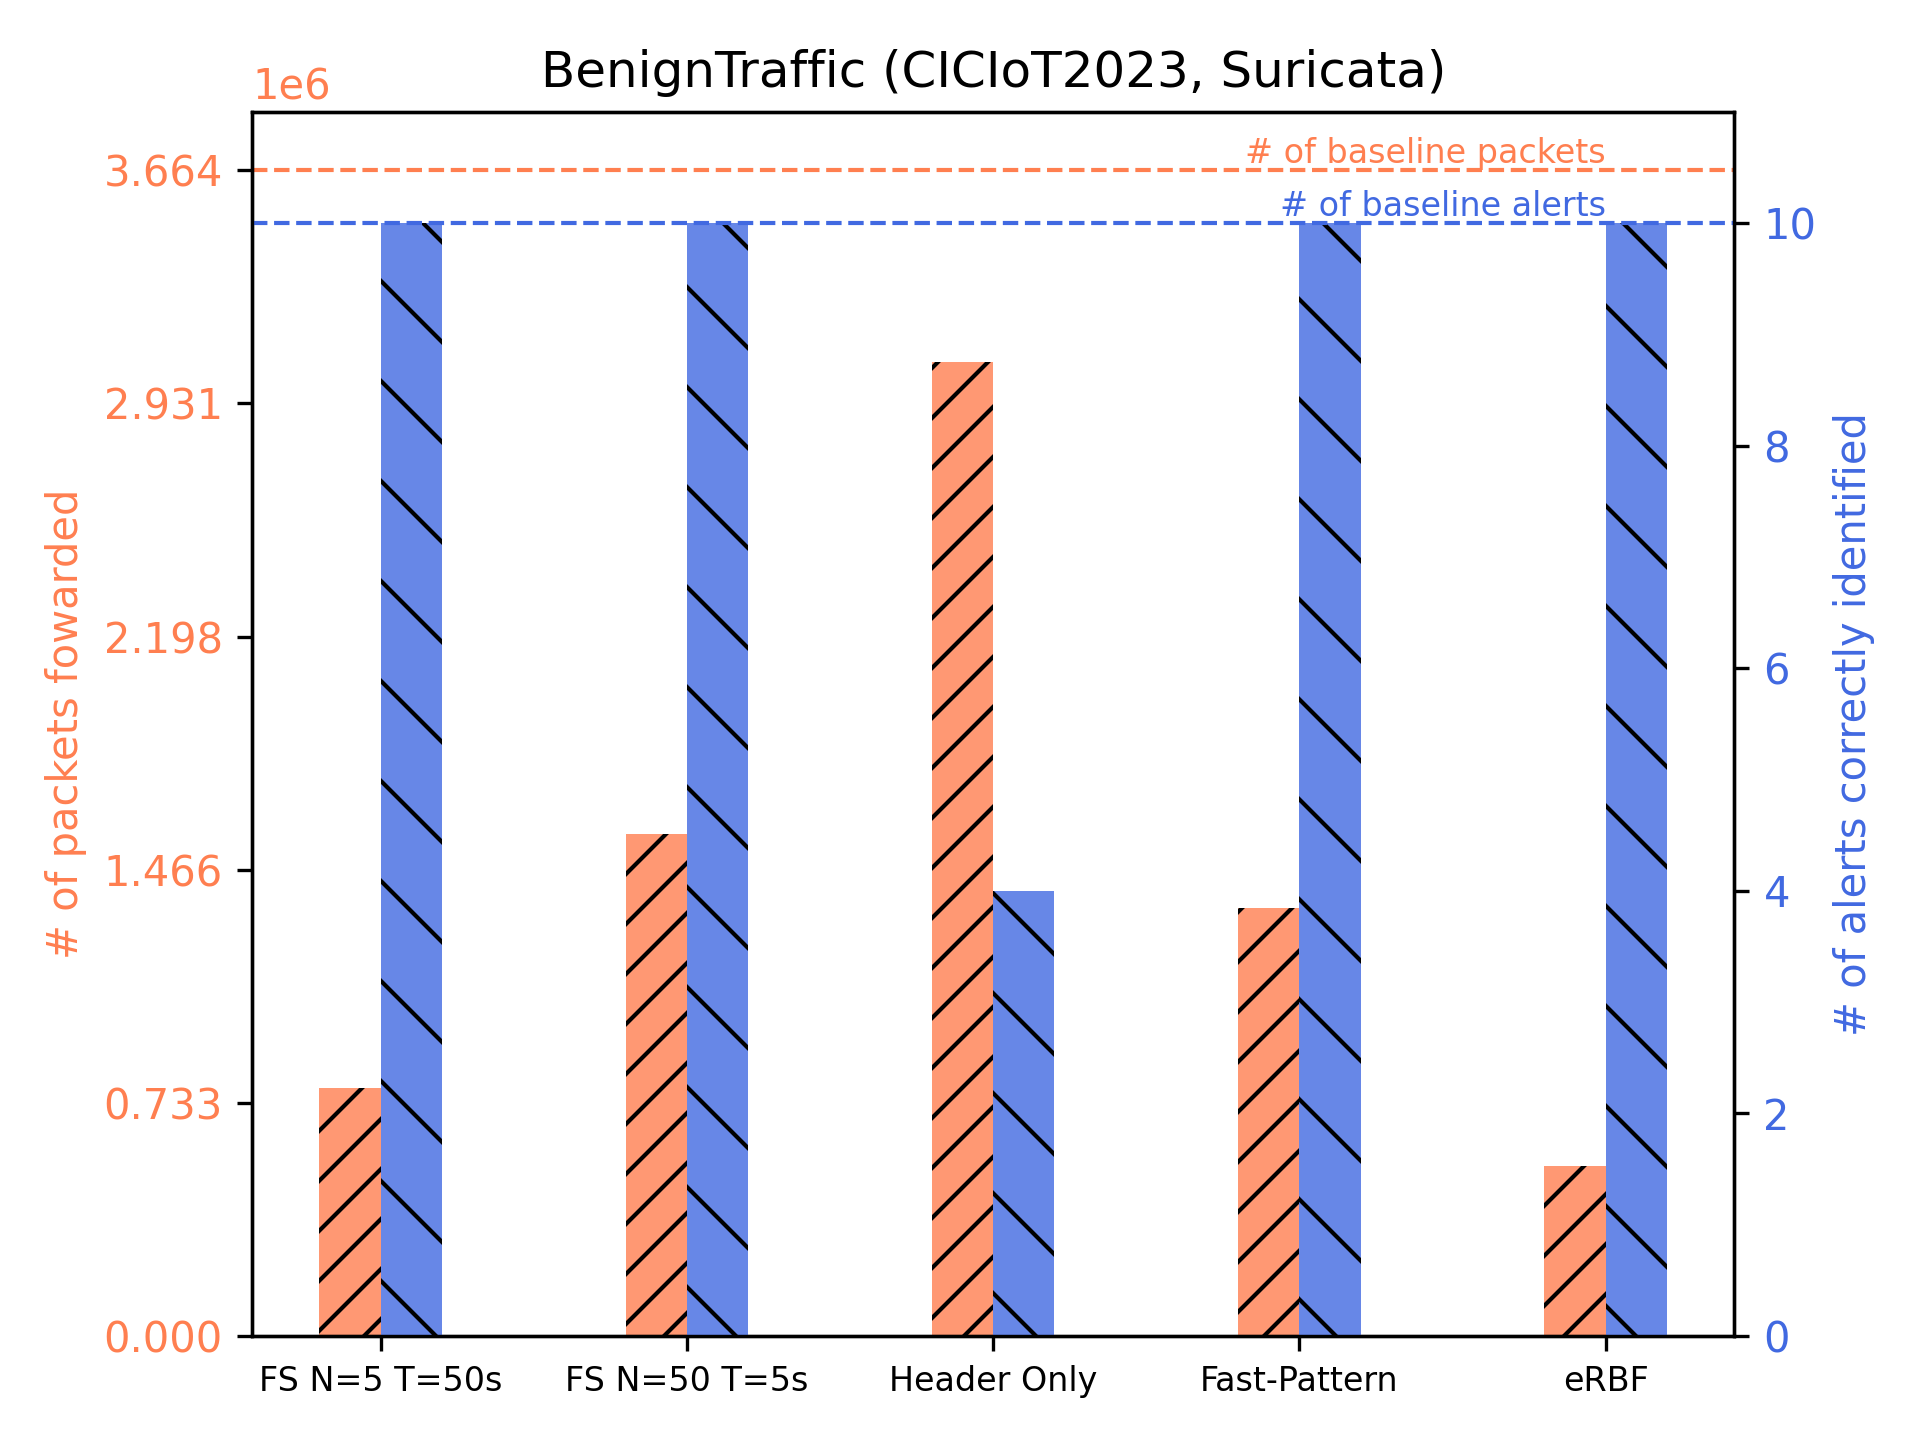 BenignTraffic (CICIoT2023, Suricata)
1e6
# of baseline packets
# of baseline alerts
3.664
2.931
2.198
1.466
0.733
0.000
# of packets fowarded
10
8
6
4
2
0
# of alerts correctly identified
FS N=5 T=50s
FS N=50 T=5s
Header Only
Fast-Pattern
eRBF